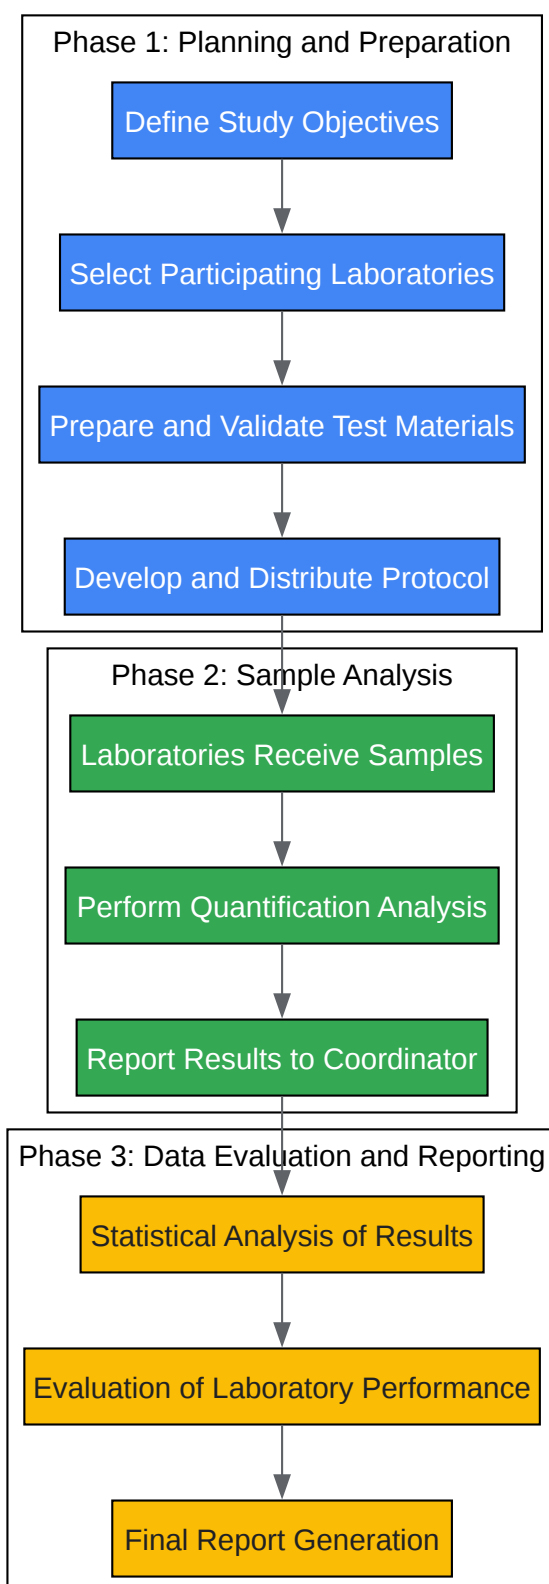 Phase 1: Planning and Preparation
Define Study Objectives
Select Participating Laboratories
Prepare and Validate Test Materials
Develop and Distribute Protocol
Phase 2: Sample Analysis
Laboratories Receive Samples
Perform Quantification Analysis
Report Results to Coordinator
Phase 3: Data Evaluation and Reporting
Statistical Analysis of Results
Evaluation of Laboratory Performance
Final Report Generation